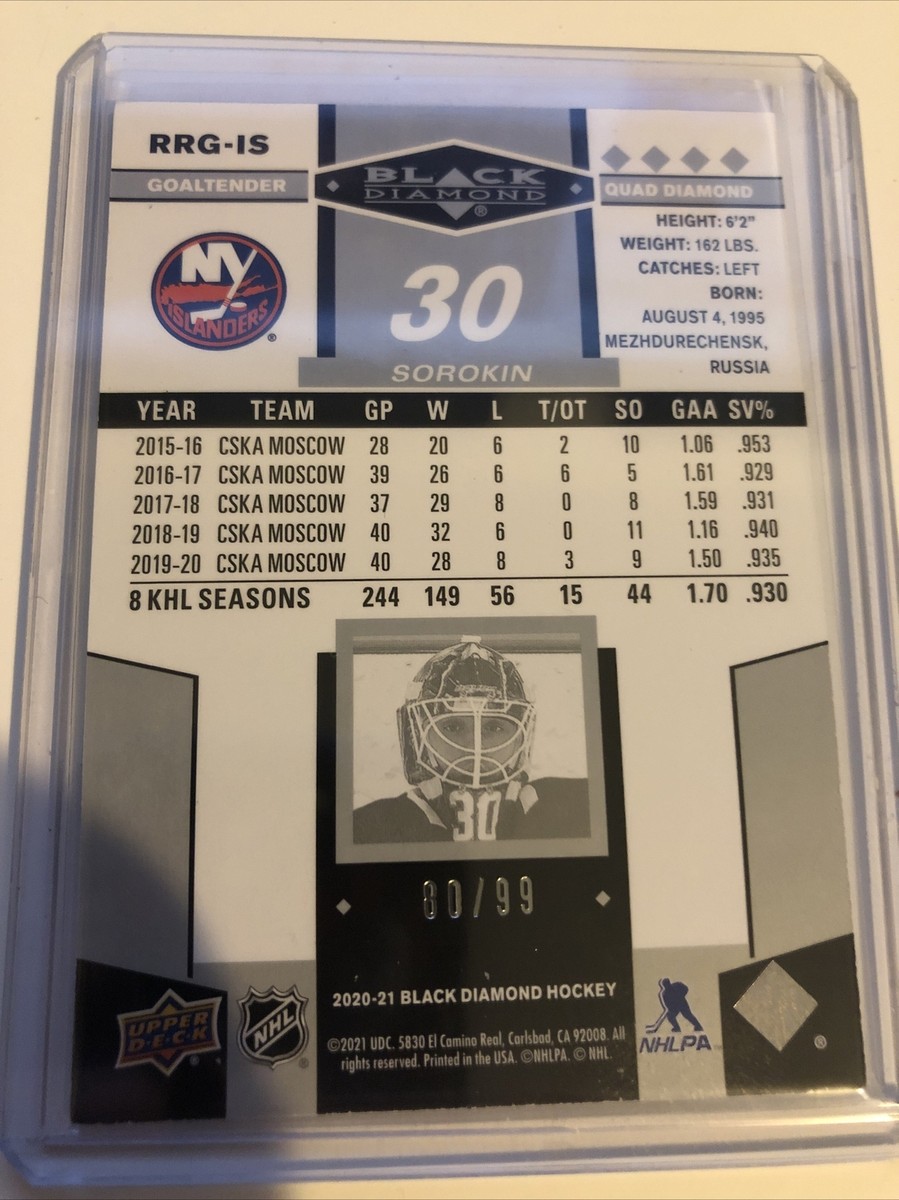 RRG-IS
GOALTENDER
BLACK
DIAMOND®
QUAD DIAMOND
HEIGHT: 6'2"
WEIGHT: 162 LBS.
CATCHES: LEFT
BORN:
AUGUST 4, 1995
MEZHDURECHENSK,
RUSSIA
NY
ISLANDERS
®
30
SOROKIN
YEAR TEAM GP W L T/OT SO GAA SV%
2015-16 CSKA MOSCOW 28 20 6 2 10 1.06 .953
2016-17 CSKA MOSCOW 39 26 6 6 5 1.61 .929
2017-18 CSKA MOSCOW 37 29 8 0 8 1.59 .931
2018-19 CSKA MOSCOW 40 32 6 0 11 1.16 .940
2019-20 CSKA MOSCOW 40 28 8 3 9 1.50 .935
8 KHL SEASONS 244 149 56 15 44 1.70 .930
30
80/99
2020-21 BLACK DIAMOND HOCKEY
©2021 UDC. 5830 El Camino Real, Carlsbad, CA 92008. All
rights reserved. Printed in the USA. ©NHLPA. © NHL.
UPPER
DECK
®
NHL
®
NHLPA™
®